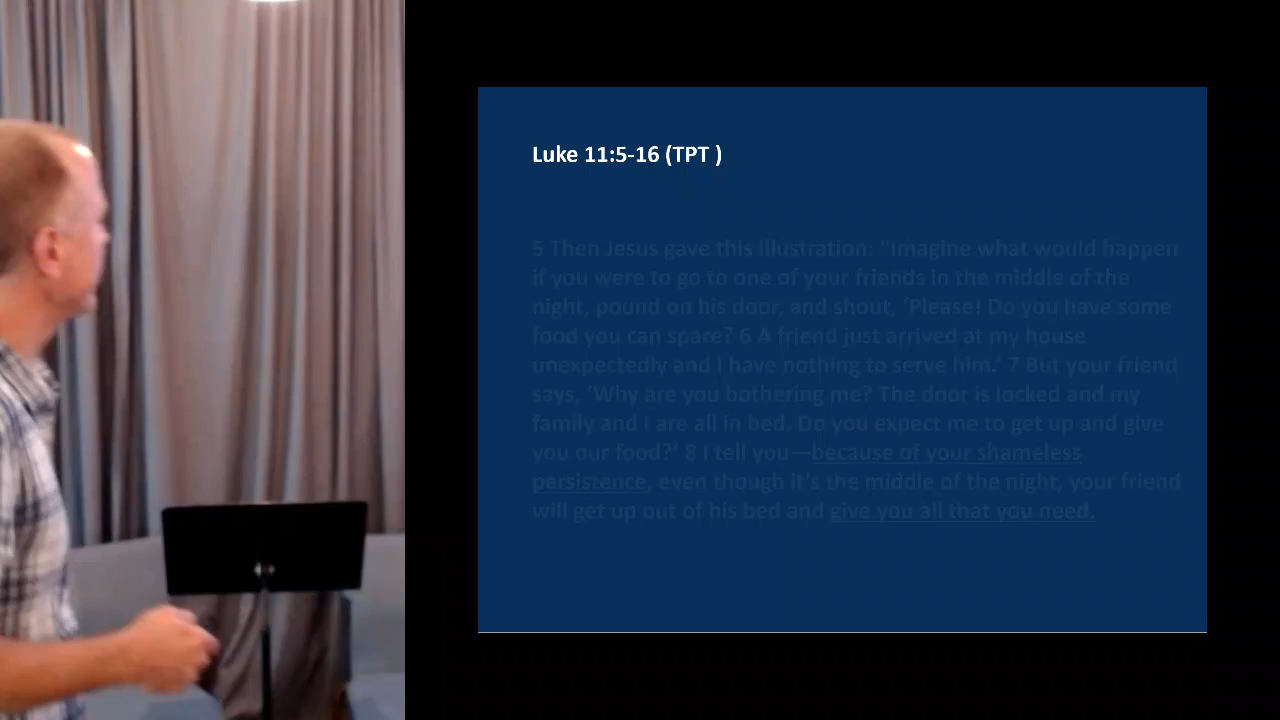 Luke 11:5-16 (TPT )
5 Then Jesus gave this illustration: "Imagine what would happen
if you were to go to one of your friends in the middle of the
night, pound on his door, and shout, 'Please! Do you have some
food you can spare? 6 A friend just arrived at my house
unexpectedly and I have nothing to serve him.' 7 But your friend
says, 'Why are you bothering me? The door is locked and my
family and I are all in bed. Do you expect me to get up and give
you our food?' 8 I tell you—because of your shameless
persistence, even though it's the middle of the night, your friend
will get up out of his bed and give you all that you need.